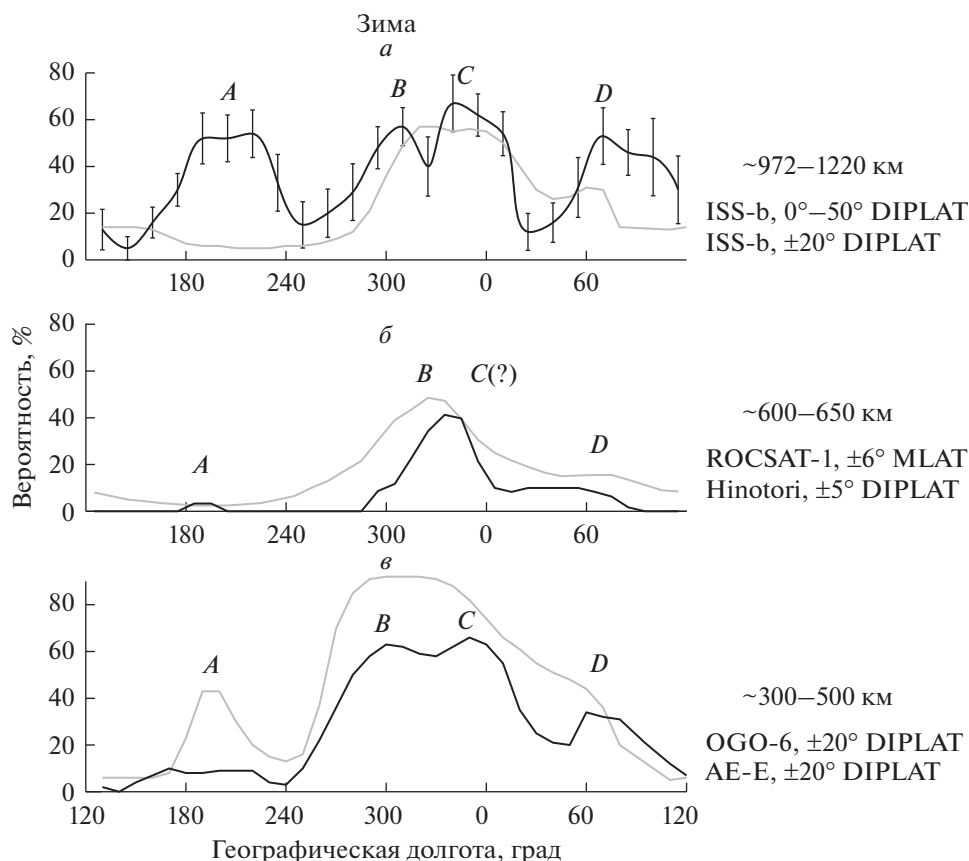 Зима
а
80
60
40
20
0
A
B
C
D
180
240
300
0
60
~972–1220 км
ISS-b, 0°–50° DIPLAT
ISS-b, ±20° DIPLAT
Вероятность, %
б
80
60
40
20
0
A
B
C(?)
D
180
240
300
0
60
~600–650 км
ROCSAT-1, ±6° MLAT
Hinotori, ±5° DIPLAT
в
80
60
40
20
0
A
B
C
D
120
180
240
300
0
60
120
~300–500 км
OGO-6, ±20° DIPLAT
AE-E, ±20° DIPLAT
Географическая долгота, град